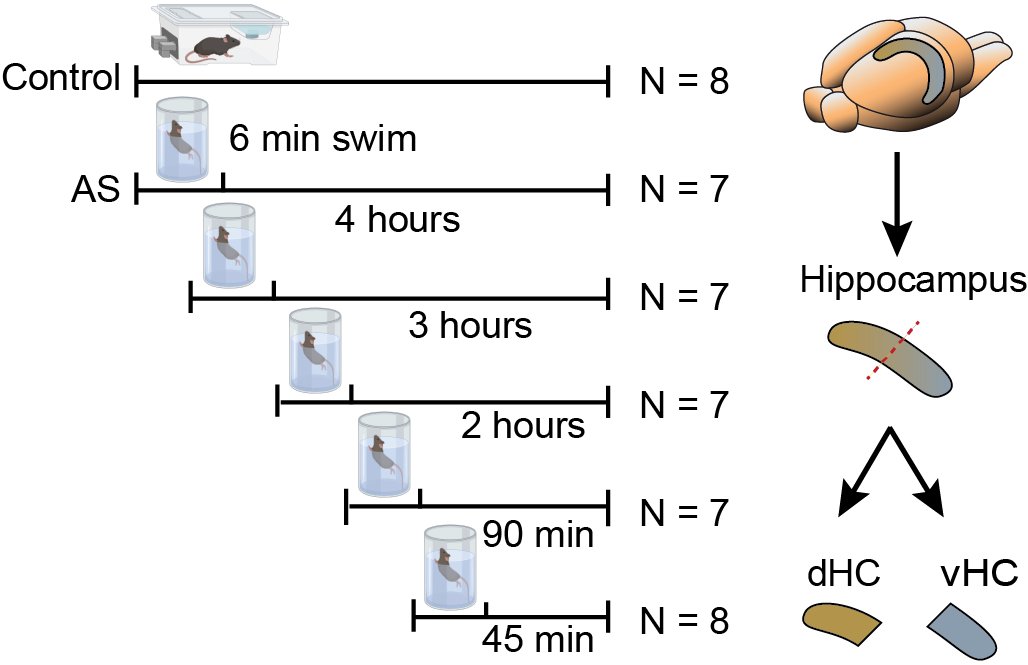 Control
N = 8
6 min swim
AS
N = 7
4 hours
N = 7
3 hours
N = 7
2 hours
N = 7
90 min
N = 8
45 min
Hippocampus
dHC
vHC